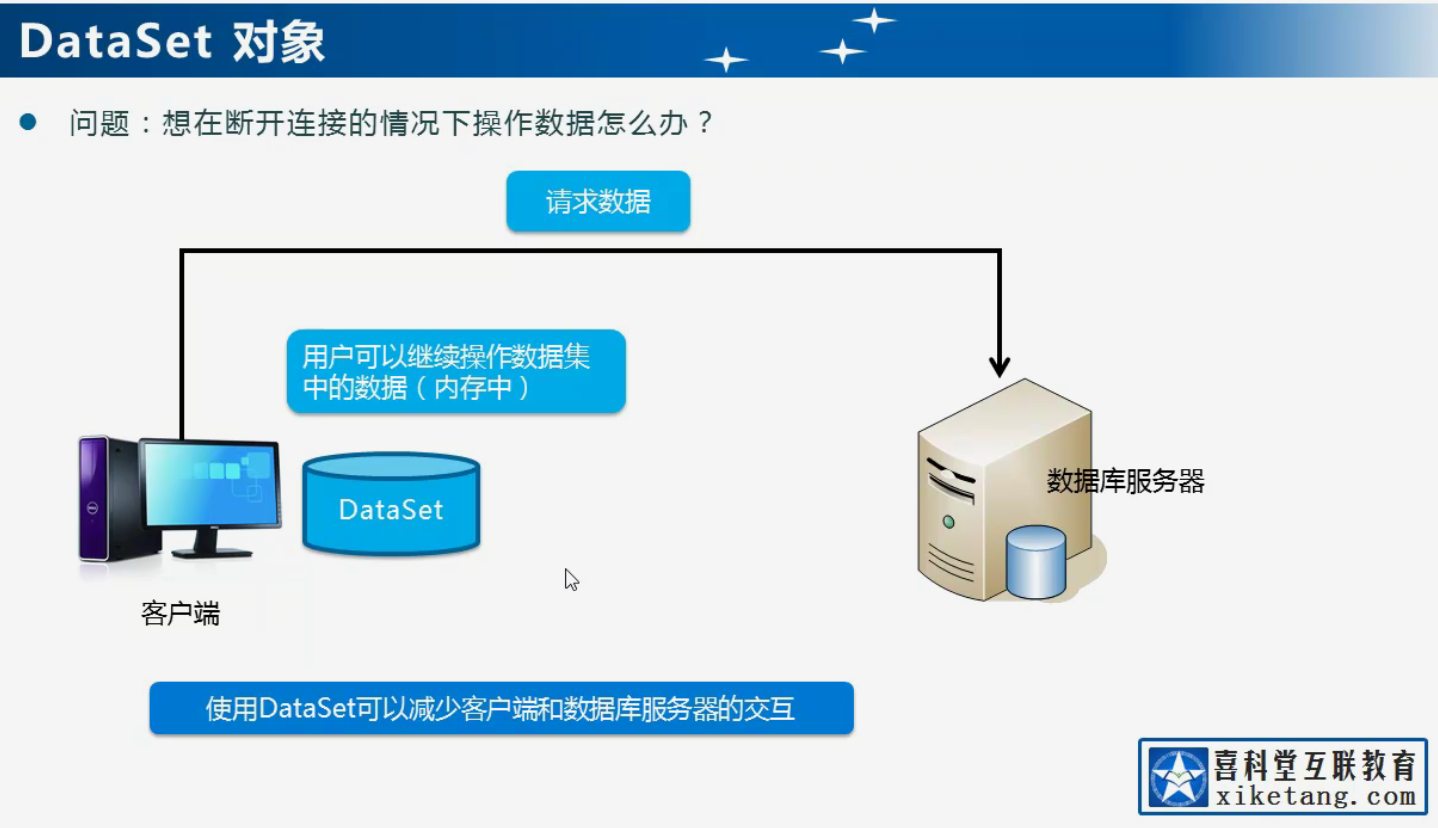 DataSet 对象
问题：想在断开连接的情况下操作数据怎么办？
请求数据
用户可以继续操作数据集
中的数据（内存中）
DataSet
数据库服务器
客户端
使用DataSet可以减少客户端和数据库服务器的交互
喜科堂互联教育
xiketang.com